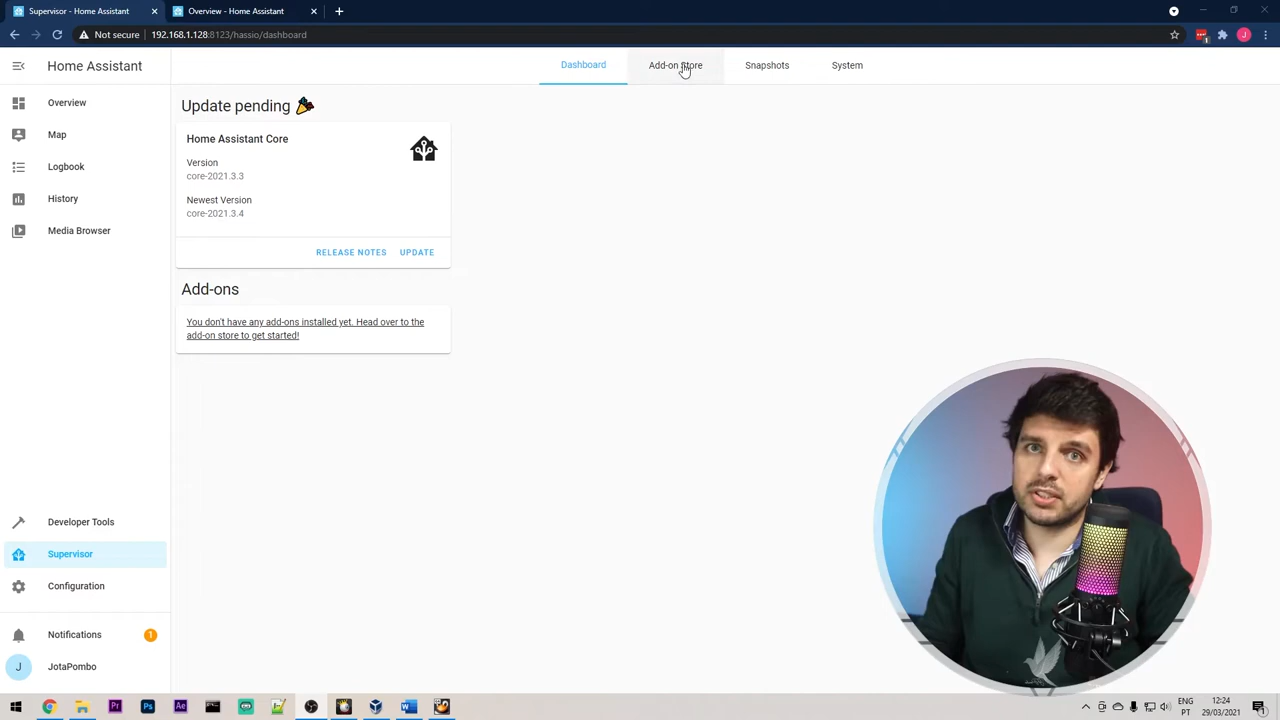 Supervisor - Home Assistant
Overview - Home Assistant
Not secure
192.168.1.128:8123/hassio/dashboard
J
Home Assistant
Dashboard
Add-on Store
Snapshots
System
Overview
Map
Logbook
History
Media Browser
Update pending
Home Assistant Core
Version
core-2021.3.3
Newest Version
core-2021.3.4
RELEASE NOTES
UPDATE
Add-ons
You don't have any add-ons installed yet. Head over to the
add-on store to get started!
Developer Tools
Supervisor
Configuration
Notifications
1
J
JotaPombo
Pr
Ps
Ae
ENG
PT
12:24
29/03/2021